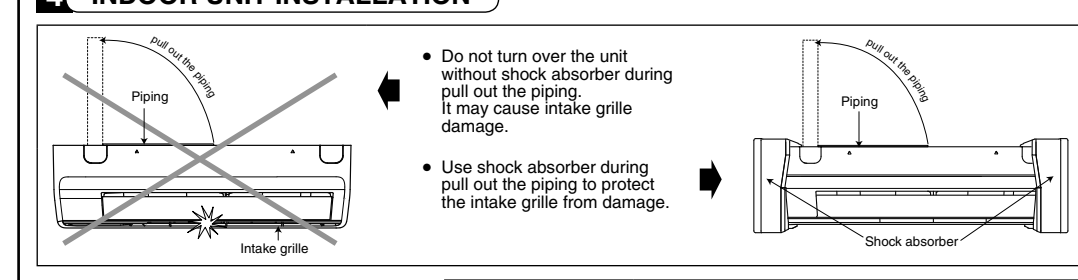 4 INDOOR UNIT INSTALLATION
pull out the piping
Piping
Intake grille
• Do not turn over the unit
without shock absorber during
pull out the piping.
It may cause intake grille
damage.
• Use shock absorber during
pull out the piping to protect
the intake grille from damage.
pull out the piping
Piping
Shock absorber